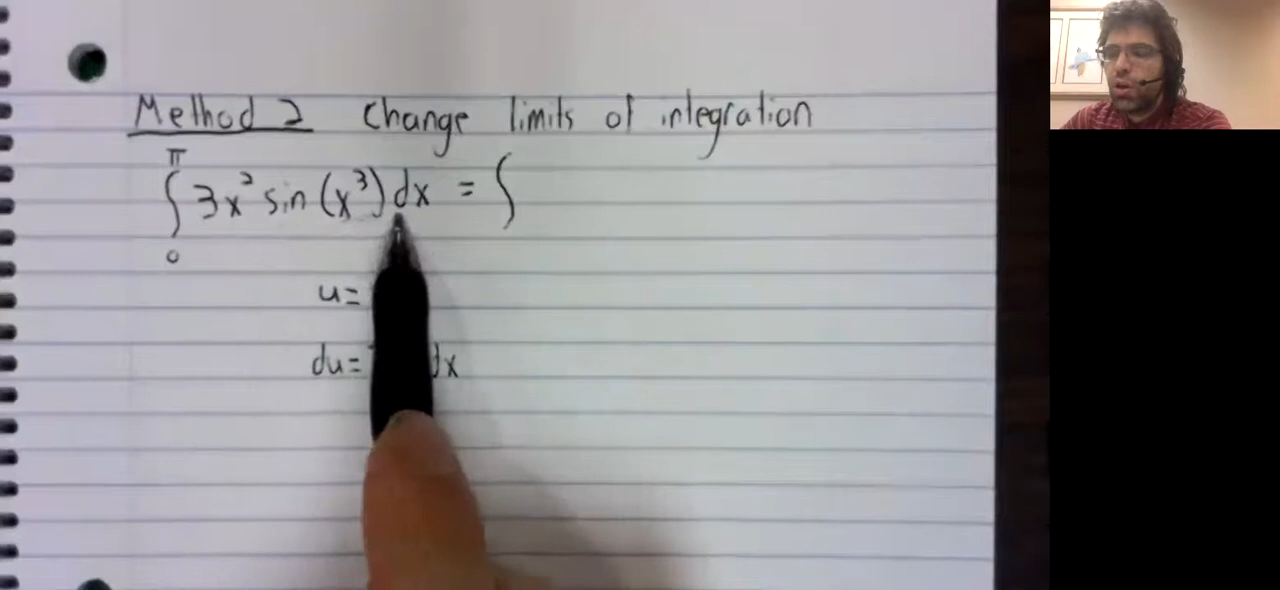 Method 2 Change limits of integration
π
∫ 3x² sin(x³) dx = ∫
0
u=
du= dx